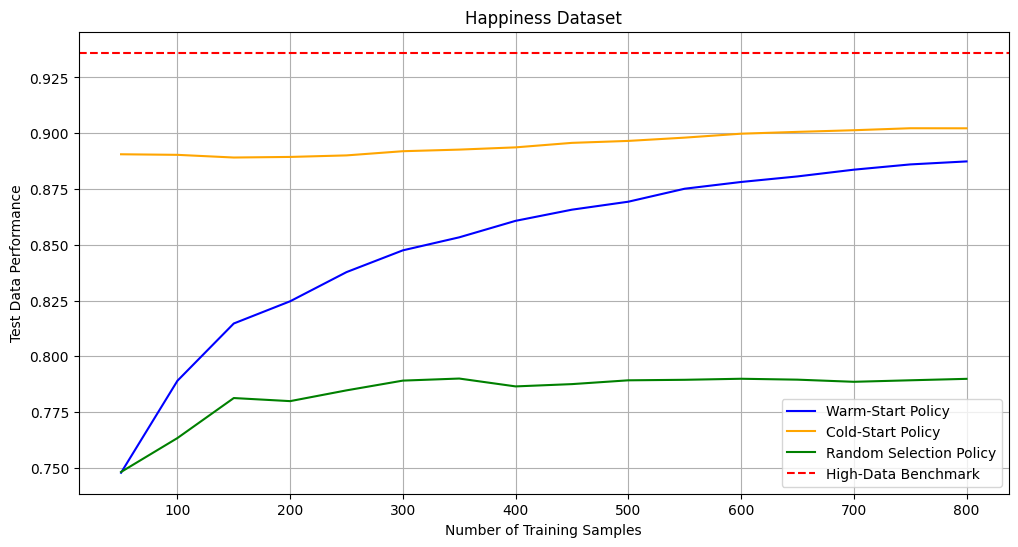 Happiness Dataset
Test Data Performance
0.925
0.900
0.875
0.850
0.825
0.800
0.775
0.750
Warm-Start Policy
Cold-Start Policy
Random Selection Policy
High-Data Benchmark
100 200 300 400 500 600 700 800
Number of Training Samples